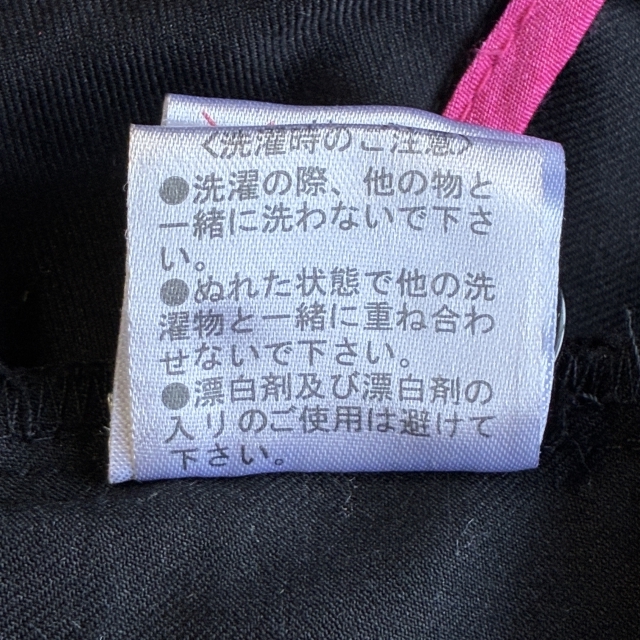 〈洗濯時のご注意〉
●洗濯の際、他の物と
一緒に洗わないで下さ
い。
●ぬれた状態で他の洗
濯物と一緒に重ね合わ
せないで下さい。
●漂白剤及び漂白剤の
入りのご使用は避けて
下さい。